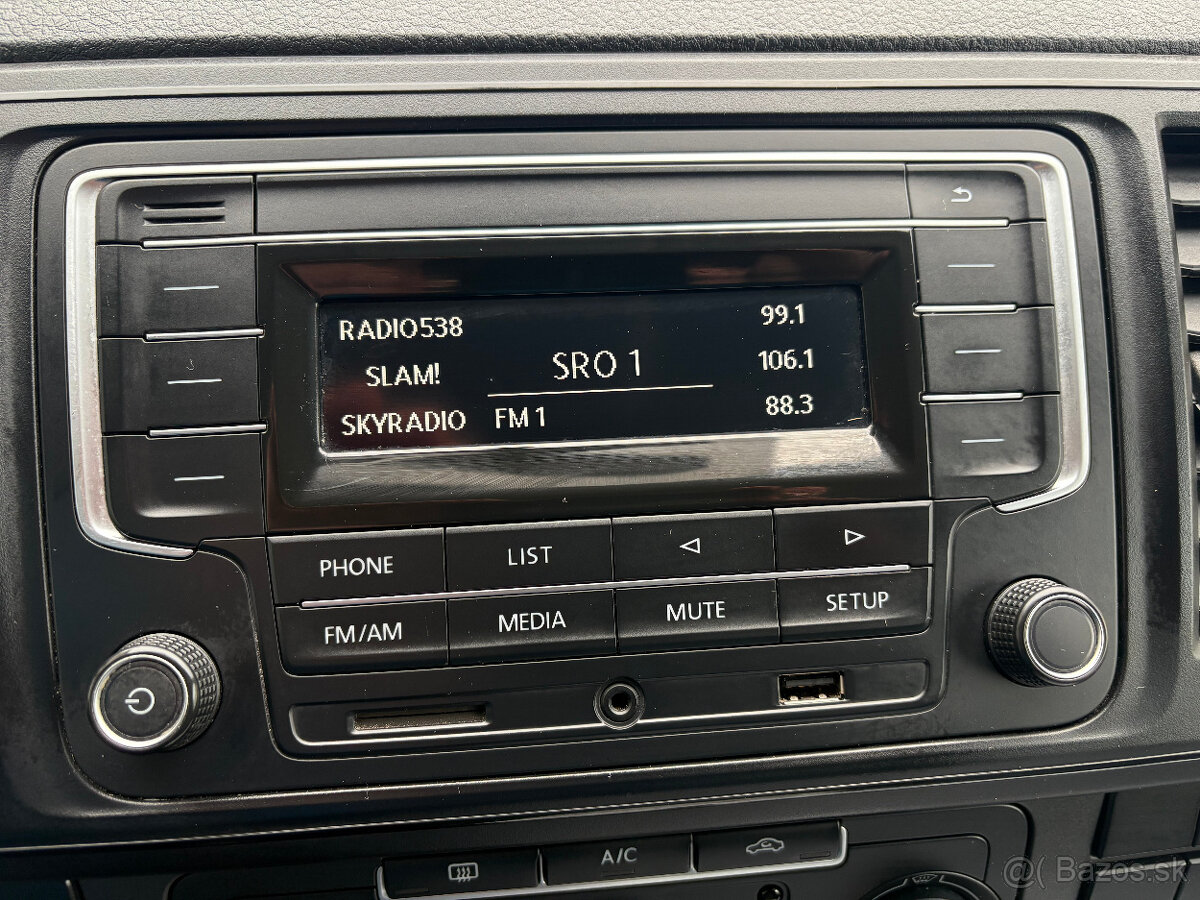 RADIO538
99.1
SLAM!
SRO 1
106.1
SKYRADIO
FM 1
88.3
PHONE
LIST
FM/AM
MEDIA
MUTE
SETUP
A/C
@( Bazos.sk